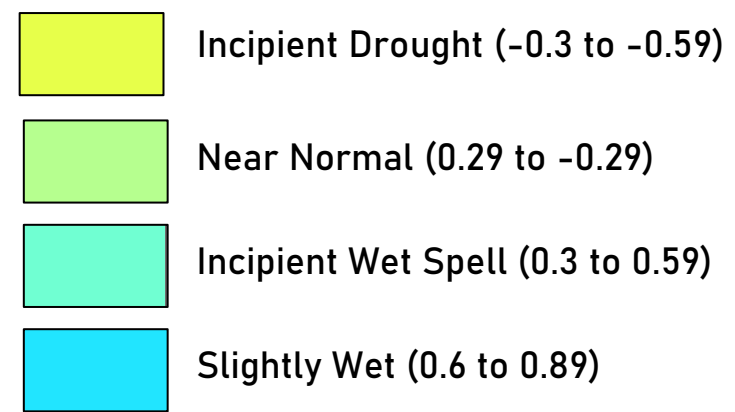 Incipient Drought (-0.3 to -0.59)
Near Normal (0.29 to -0.29)
Incipient Wet Spell (0.3 to 0.59)
Slightly Wet (0.6 to 0.89)